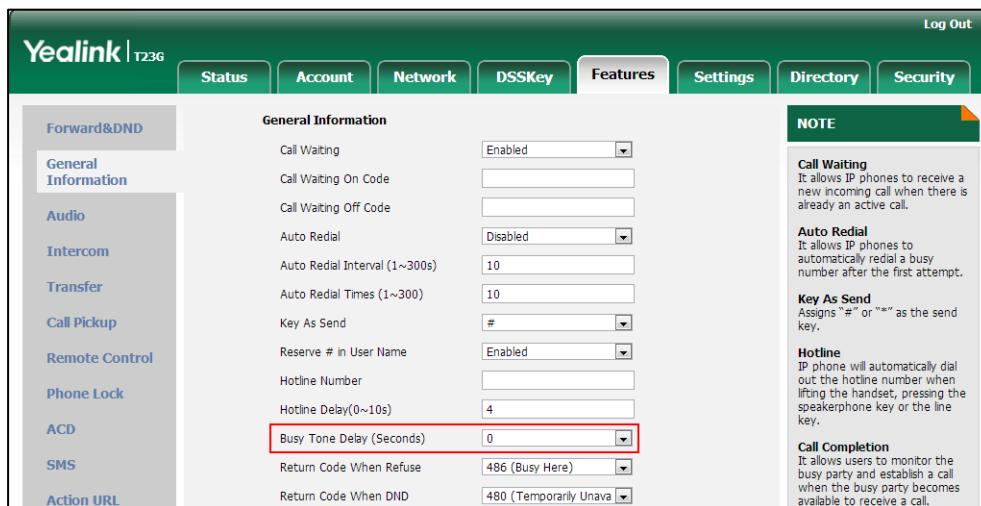 Log Out
Yealink | T23G
Status Account Network DSSKey Features Settings Directory Security
Forward&DND
General
Information
Audio
Intercom
Transfer
Call Pickup
Remote Control
Phone Lock
ACD
SMS
Action URL
General Information
Call Waiting Enabled
Call Waiting On Code
Call Waiting Off Code
Auto Redial Disabled
Auto Redial Interval (1~300s) 10
Auto Redial Times (1~300) 10
Key As Send #
Reserve # in User Name Enabled
Hotline Number
Hotline Delay(0~10s) 4
Busy Tone Delay (Seconds) 0
Return Code When Refuse 486 (Busy Here)
Return Code When DND 480 (Temporarily Unava
NOTE
Call Waiting
It allows IP phones to receive a
new incoming call when there is
already an active call.
Auto Redial
It allows IP phones to
automatically redial a busy
number after the first attempt.
Key As Send
Assigns "#" or "*" as the send
key.
Hotline
IP phone will automatically dial
out the hotline number when
lifting the handset, pressing the
speakerphone key or the line
key.
Call Completion
It allows users to monitor the
busy party and establish a call
when the busy party becomes
available to receive a call.